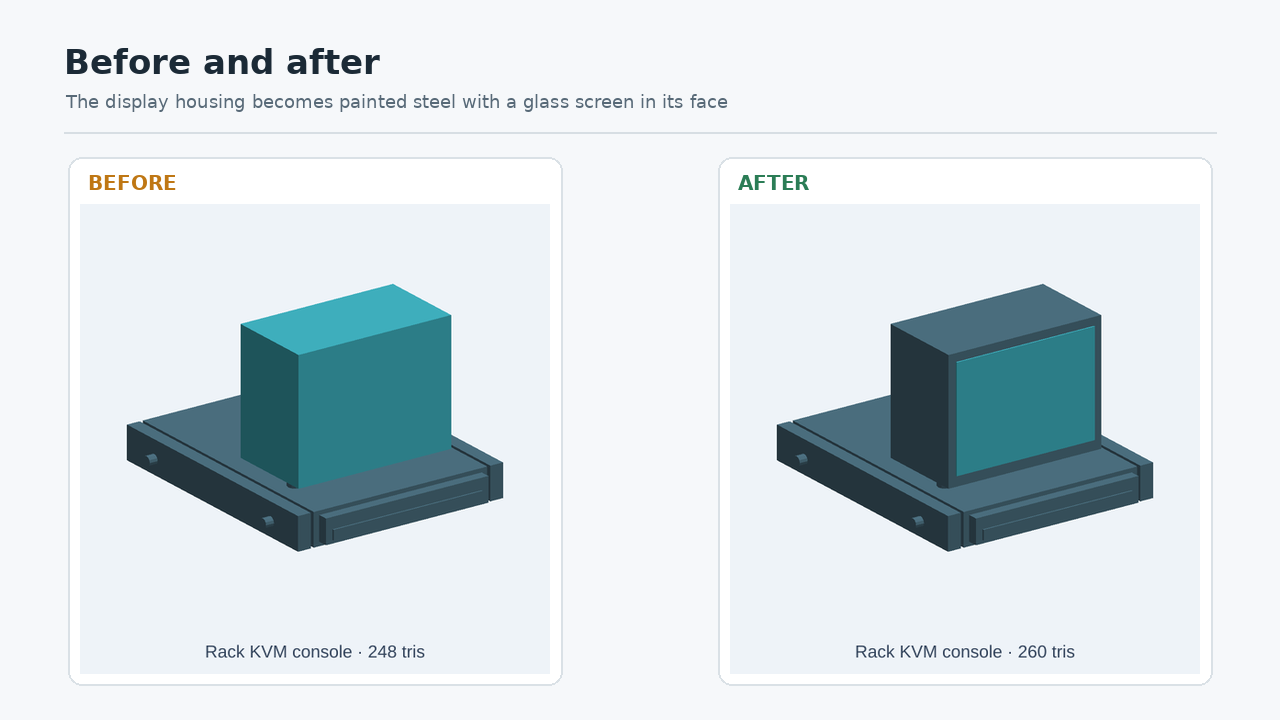 Before and after
The display housing becomes painted steel with a glass screen in its face
BEFORE
Rack KVM console · 248 tris
AFTER
Rack KVM console · 260 tris